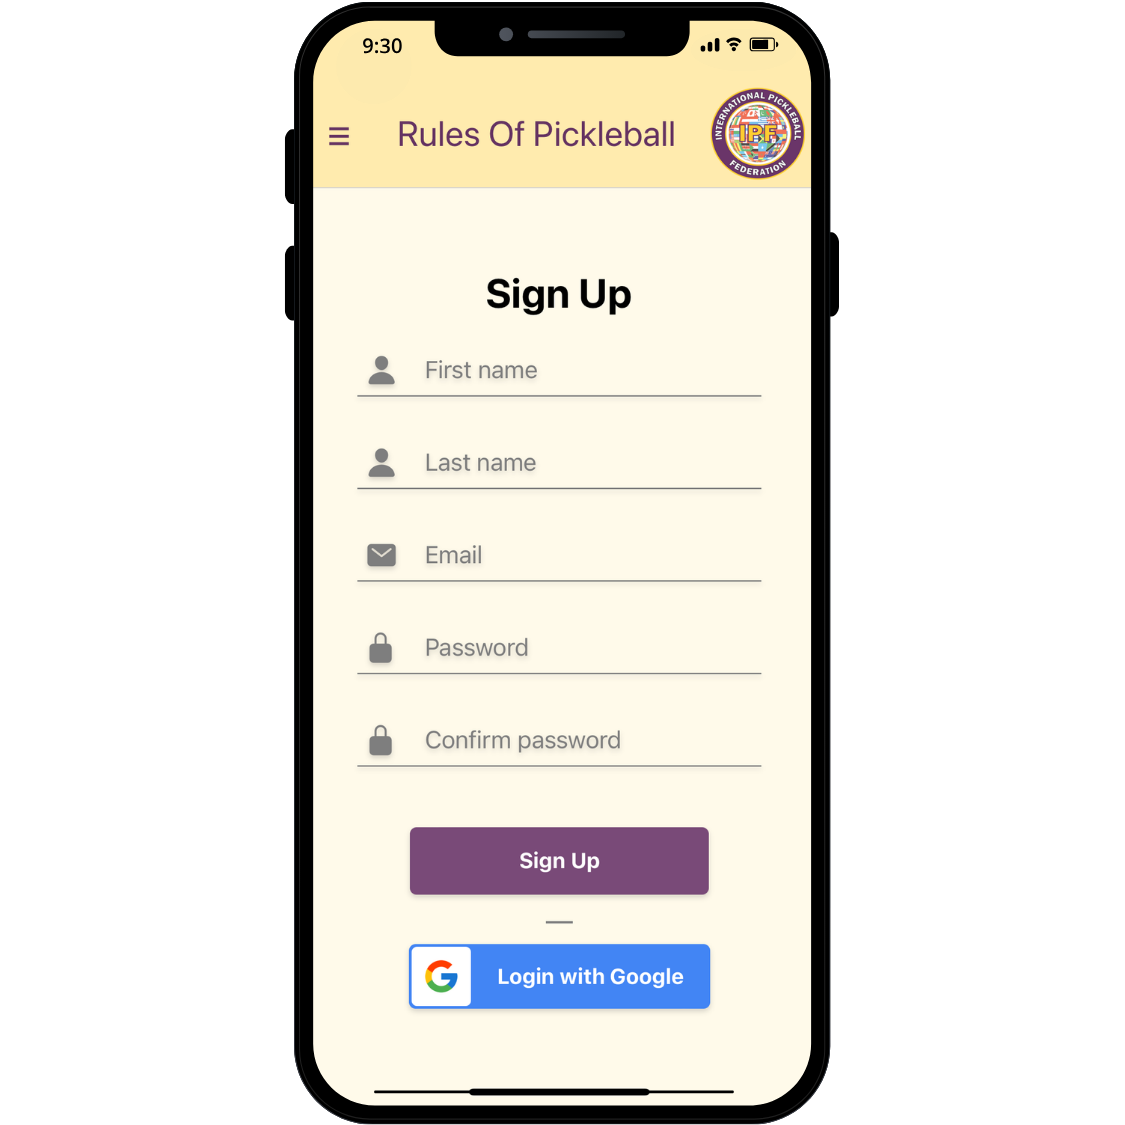 9:30
Rules Of Pickleball
INTERNATIONAL PICKLEBALL
IPF
FEDERATION
Sign Up
First name
Last name
Email
Password
Confirm password
Sign Up
G
Login with Google